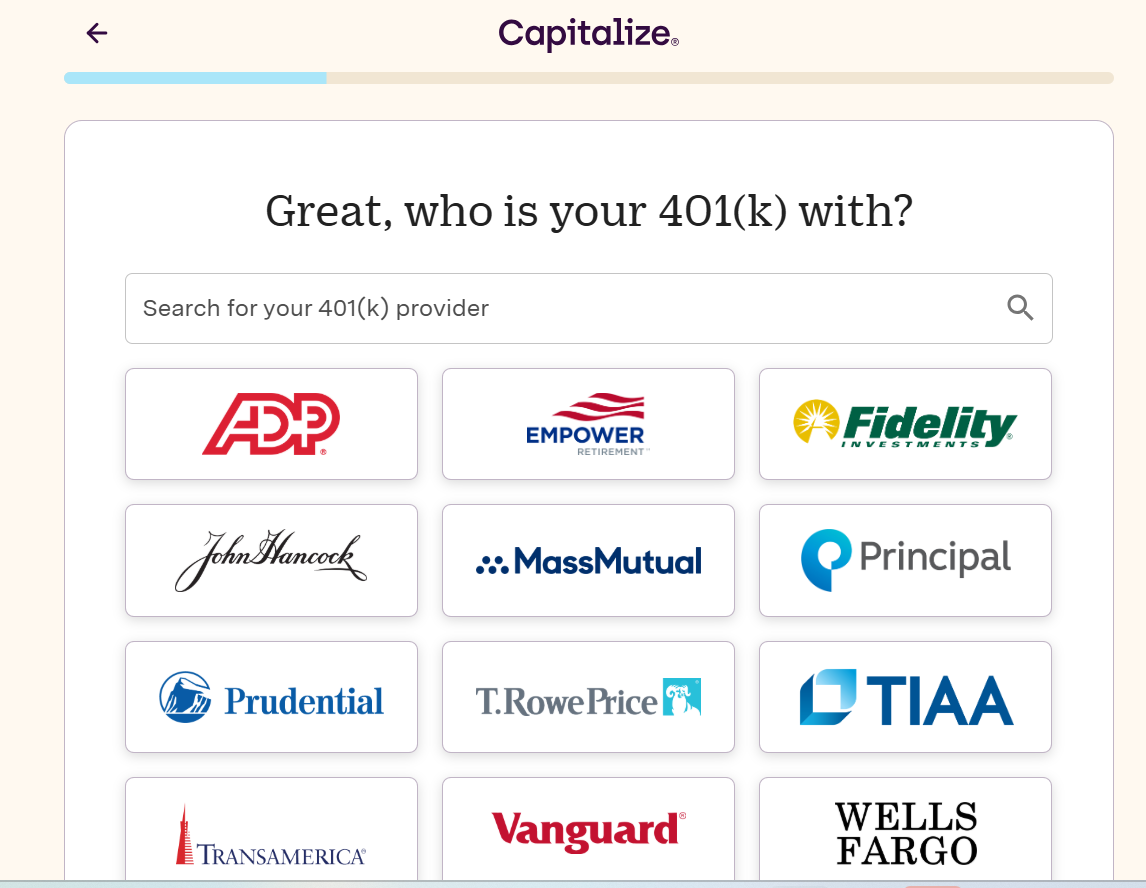 Capitalize®
Great, who is your 401(k) with?
Search for your 401(k) provider
ADP®
EMPOWER
RETIREMENT™
Fidelity
INVESTMENTS®
John Hancock
MassMutual
Principal
Prudential
T.RowePrice
TIAA
TRANSAMERICA®
Vanguard®
WELLS
FARGO